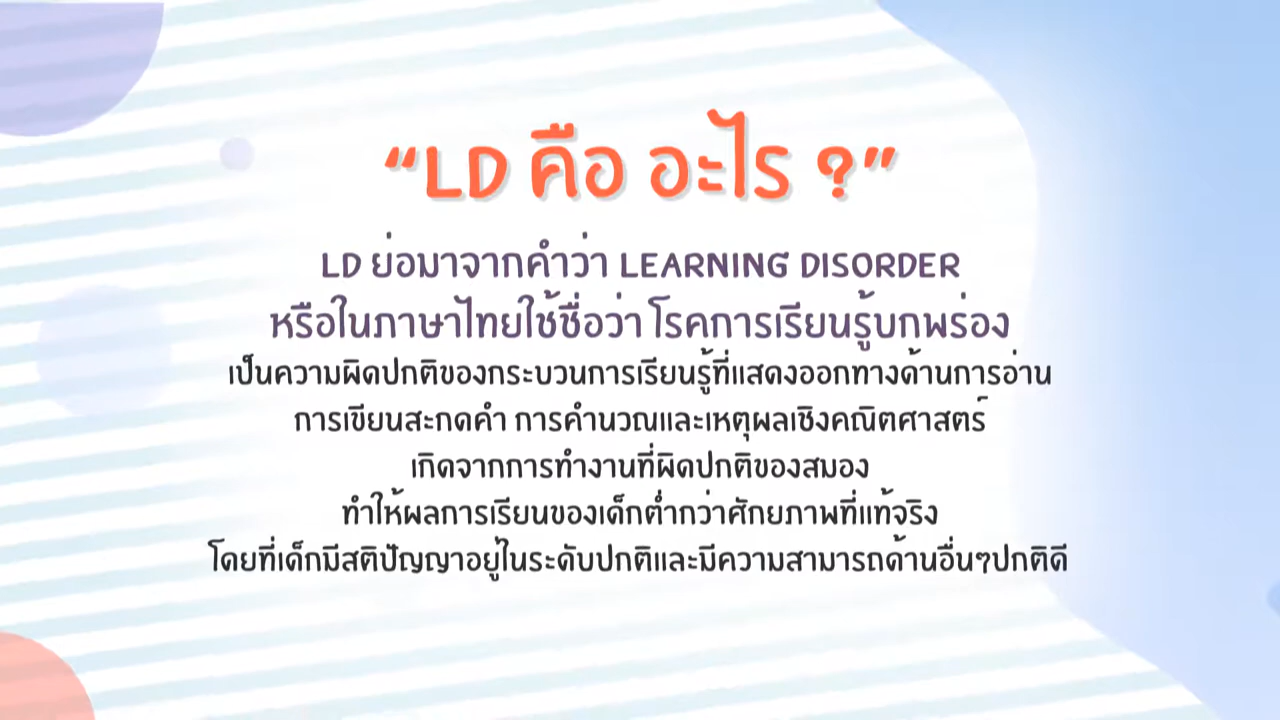 “LD คือ อะไร ?”
LD ย่อมาจากคำว่า LEARNING DISORDER
หรือในภาษาไทยใช้ชื่อว่า โรคการเรียนรู้บกพร่อง
เป็นความผิดปกติของกระบวนการเรียนรู้ที่แสดงออกทางด้านการอ่าน
การเขียนสะกดคำ การคำนวณและเหตุผลเชิงคณิตศาสตร์
เกิดจากการทำงานที่ผิดปกติของสมอง
ทำให้ผลการเรียนของเด็กต่ำกว่าศักยภาพที่แท้จริง
โดยที่เด็กมีสติปัญญาอยู่ในระดับปกติและมีความสามารถด้านอื่นๆปกติดี